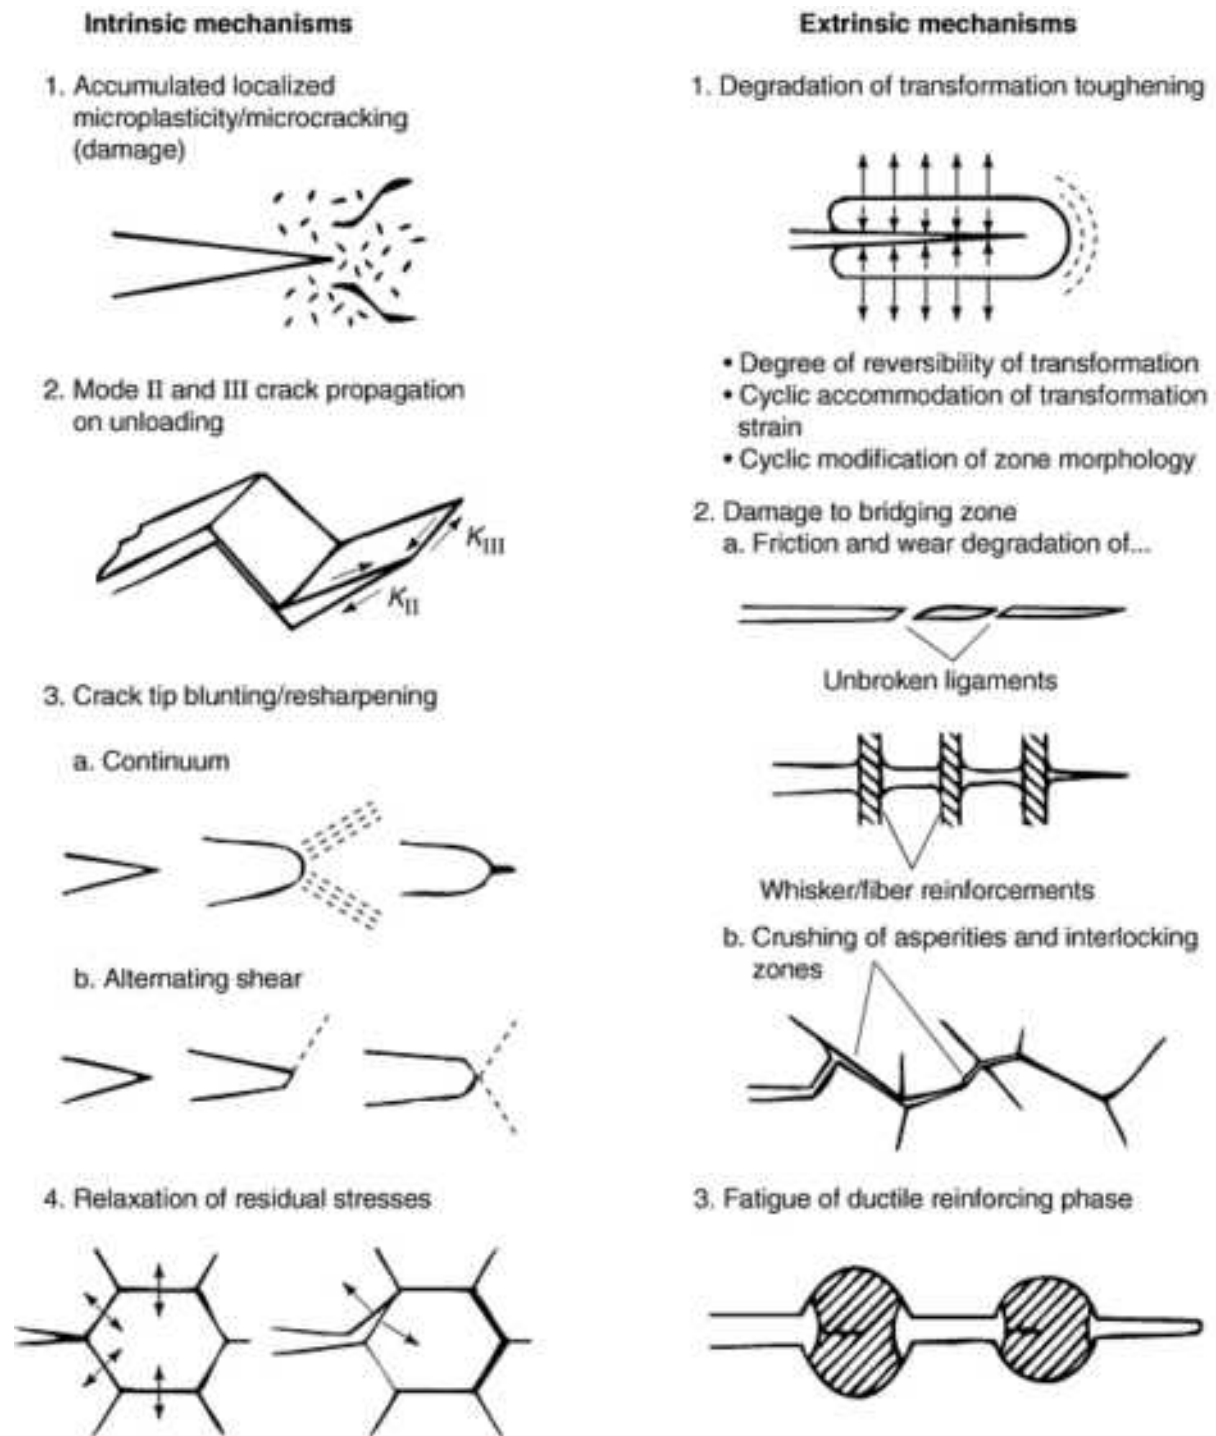 Intrinsic mechanisms
1. Accumulated localized
microplasticity/microcracking
(damage)
2. Mode II and III crack propagation
on unloading
KIII
KII
3. Crack tip blunting/resharpening
a. Continuum
b. Alternating shear
4. Relaxation of residual stresses
Extrinsic mechanisms
1. Degradation of transformation toughening
• Degree of reversibility of transformation
• Cyclic accommodation of transformation
strain
• Cyclic modification of zone morphology
2. Damage to bridging zone
a. Friction and wear degradation of...
Unbroken ligaments
Whisker/fiber reinforcements
b. Crushing of asperities and interlocking
zones
3. Fatigue of ductile reinforcing phase